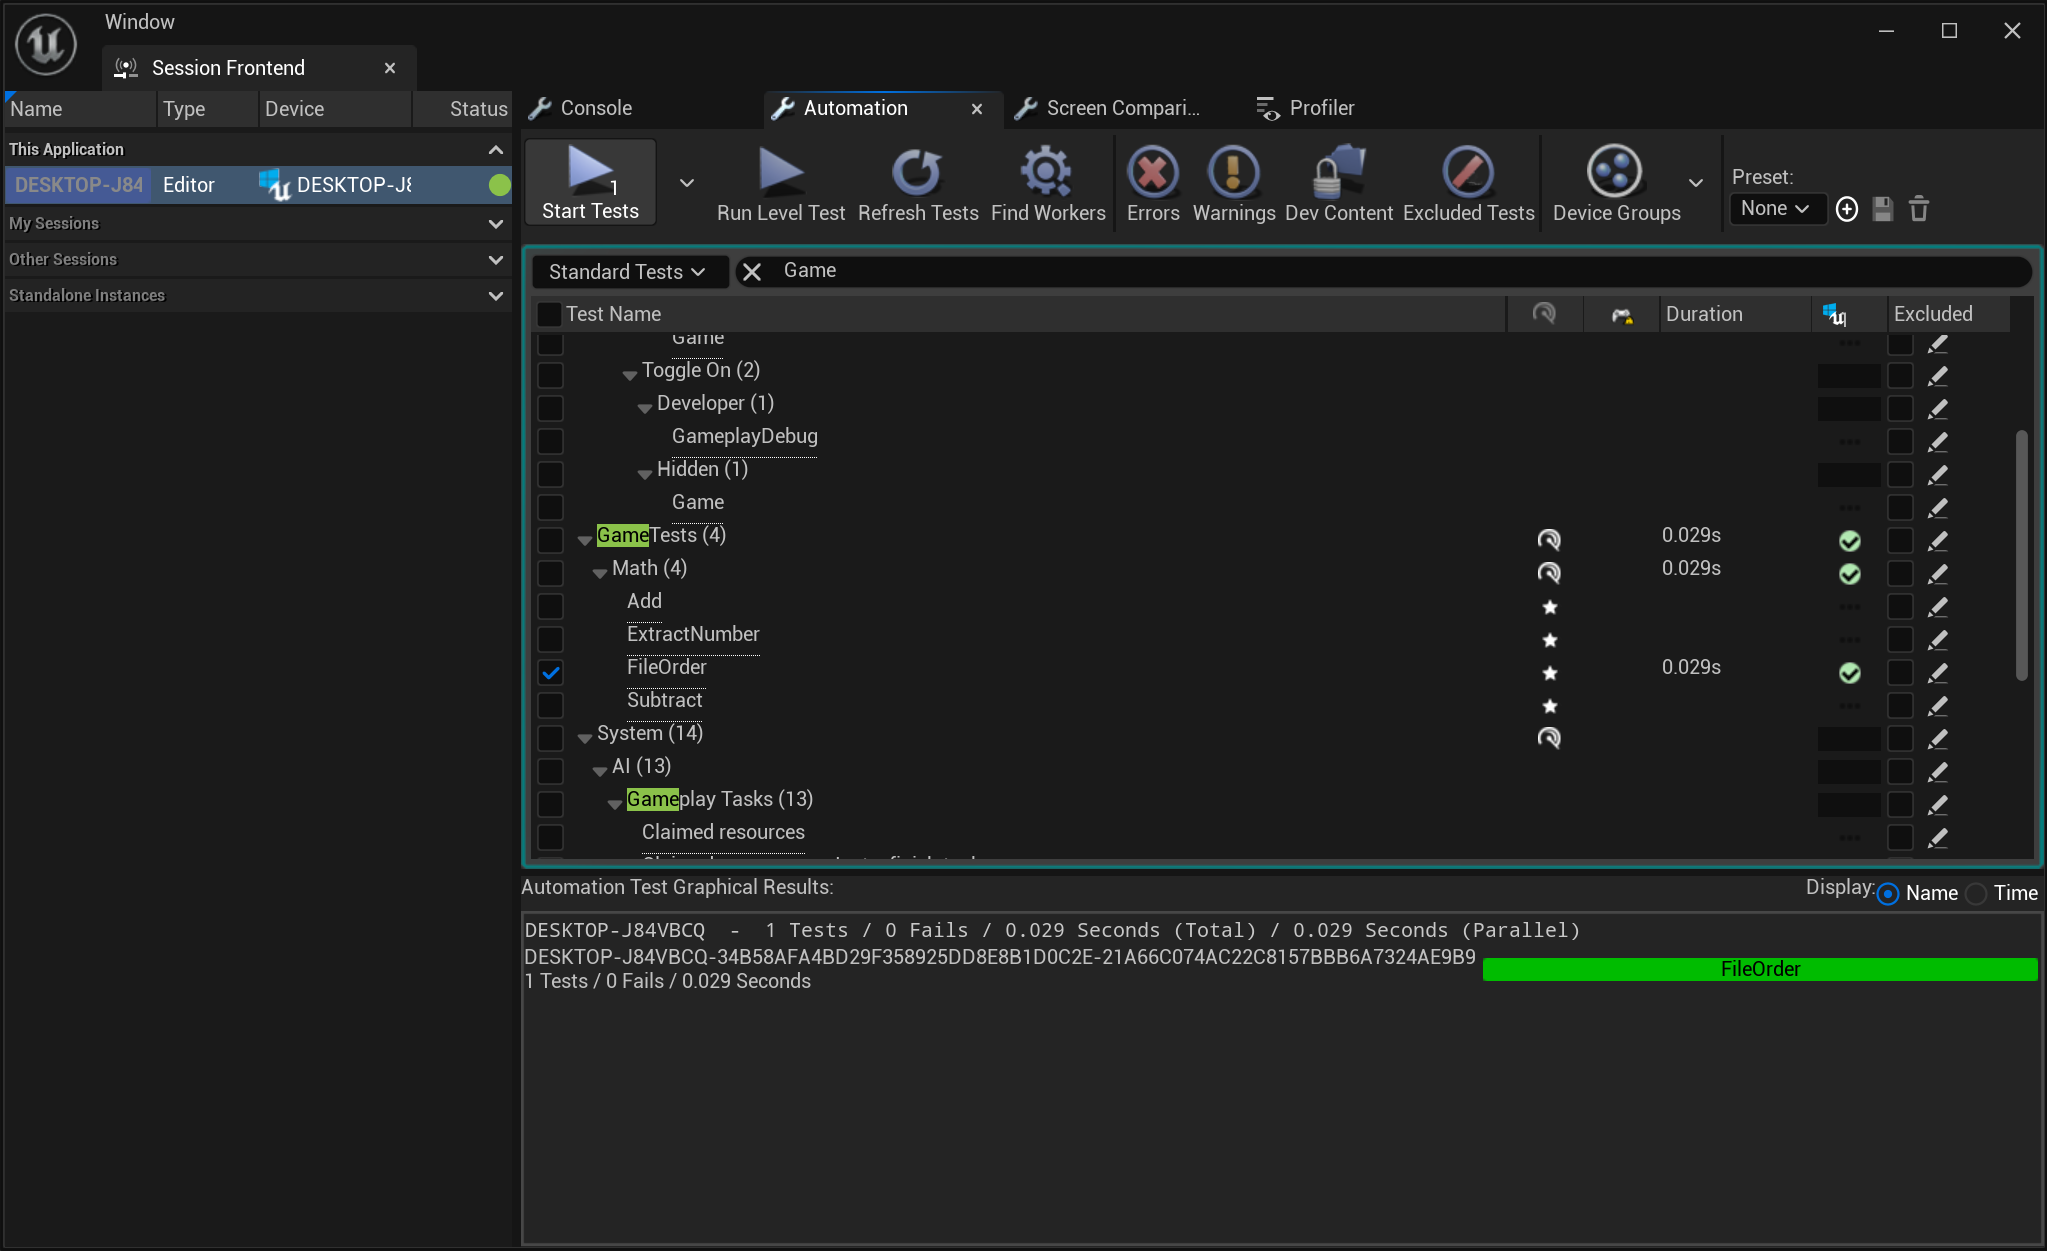 Window
Session Frontend
Name Type Device Status
This Application
DESKTOP-J84 Editor DESKTOP-J8
My Sessions
Other Sessions
Standalone Instances
Console Automation Screen Compari... Profiler
1
Start Tests Run Level Test Refresh Tests Find Workers Errors Warnings Dev Content Excluded Tests Device Groups
Preset:
None
Standard Tests Game
Test Name Duration Excluded
Game
Toggle On (2)
Developer (1)
GameplayDebug
Hidden (1)
Game
GameTests (4) 0.029s
Math (4) 0.029s
Add
ExtractNumber
FileOrder 0.029s
Subtract
System (14)
AI (13)
Gameplay Tasks (13)
Claimed resources
Automation Test Graphical Results:
Display: Name Time
DESKTOP-J84VBCQ - 1 Tests / 0 Fails / 0.029 Seconds (Total) / 0.029 Seconds (Parallel)
DESKTOP-J84VBCQ-34B58AFA4BD29F358925DD8E8B1D0C2E-21A66C074AC22C8157BBB6A7324AE9B9
1 Tests / 0 Fails / 0.029 Seconds
FileOrder